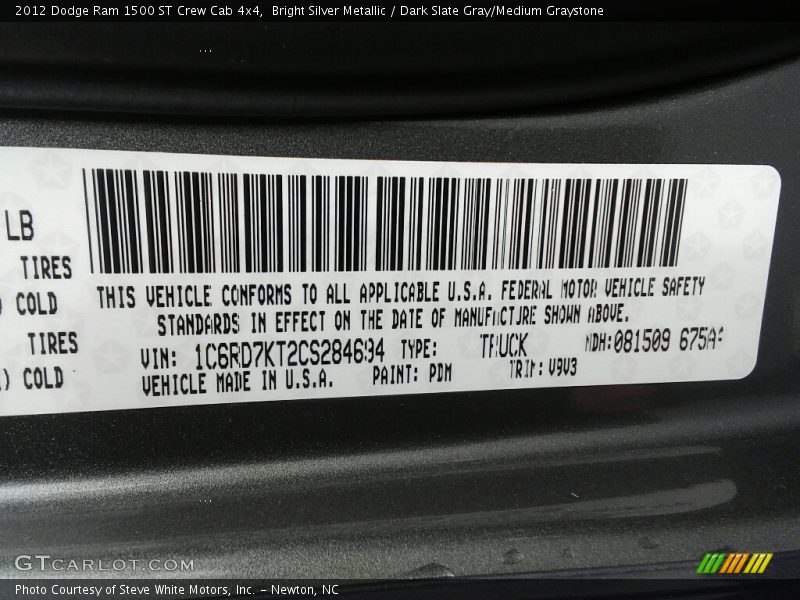 2012 Dodge Ram 1500 ST Crew Cab 4x4, Bright Silver Metallic / Dark Slate Gray/Medium Graystone
LB
TIRES
COLD
TIRES
) COLD
THIS VEHICLE CONFORMS TO ALL APPLICABLE U.S.A. FEDERAL MOTOR VEHICLE SAFETY
STANDARDS IN EFFECT ON THE DATE OF MANUFACTURE SHOWN ABOVE.
VIN: 1C6RD7KT2CS284694 TYPE: TRUCK MDH:081509 675
VEHICLE MADE IN U.S.A. PAINT: PDM TRIM: V9V3
GTCARLOT.COM
Photo Courtesy of Steve White Motors, Inc. – Newton, NC